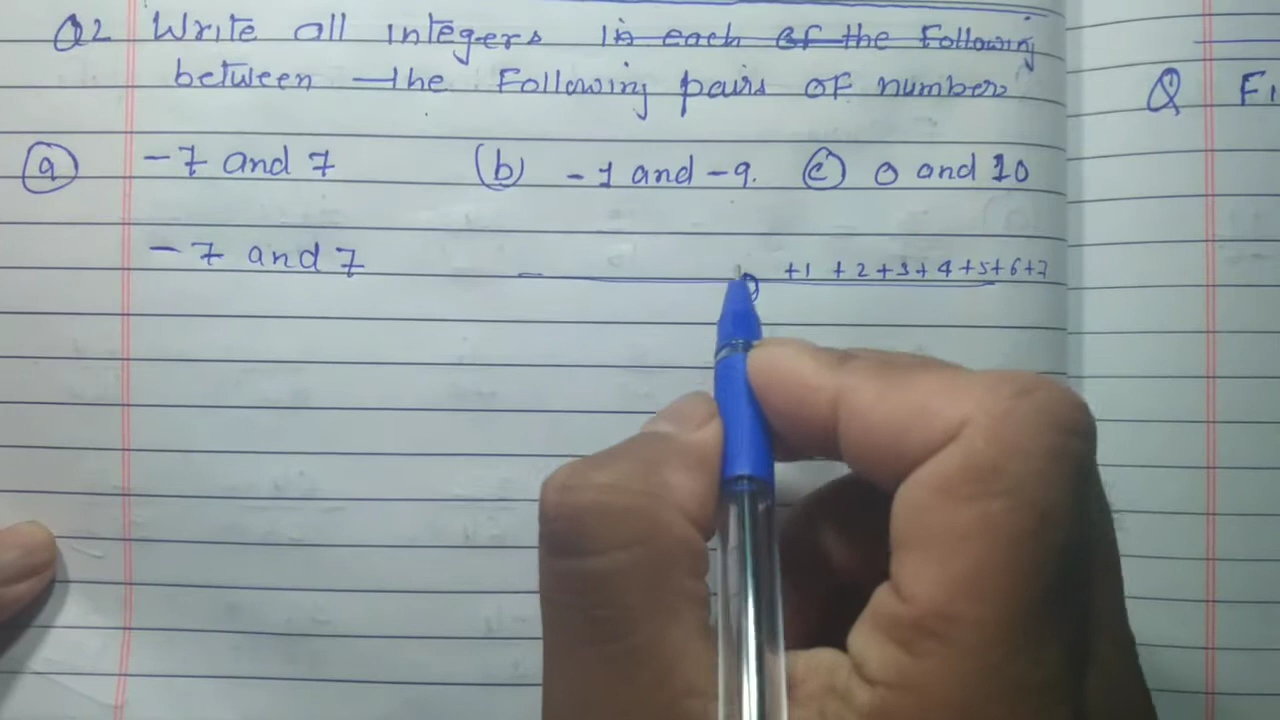 Q2 Write all integers in each of the following
between the following pairs of numbers
(a) -7 and 7 (b) -1 and -9. (c) 0 and 10
-7 and 7
+1 +2 +3 +4 +5 +6 +7
0
Q